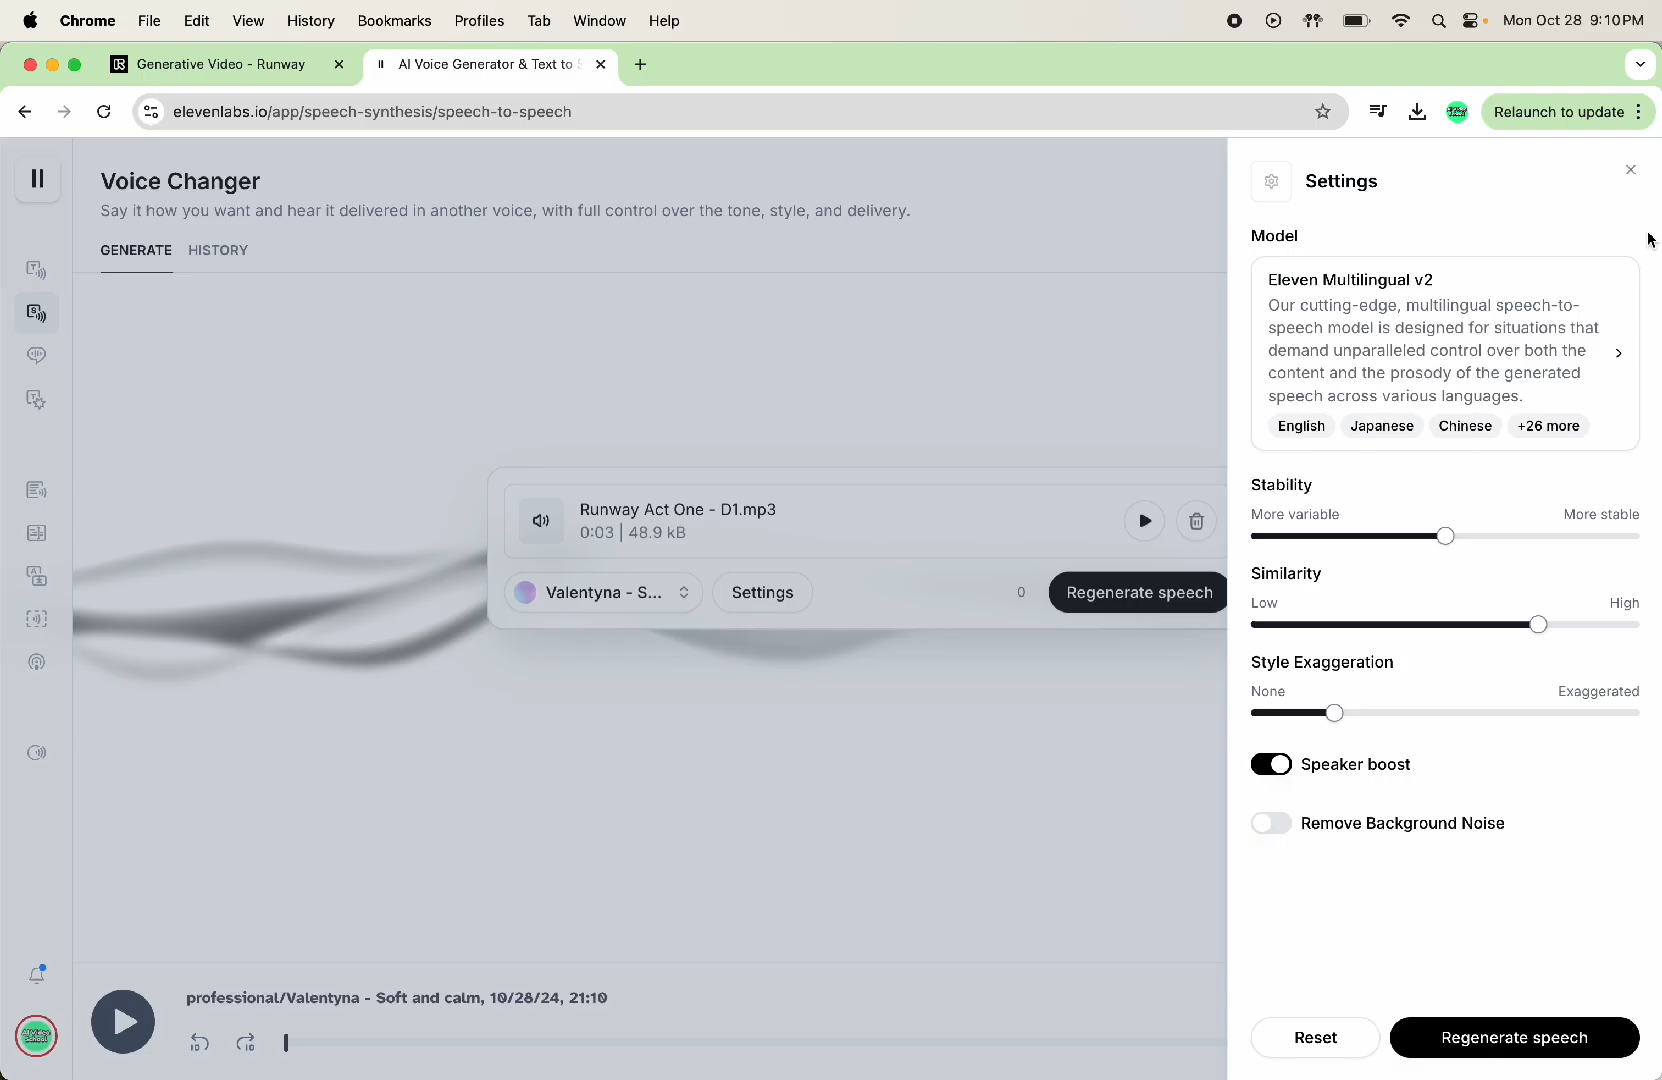 Chrome File Edit View History Bookmarks Profiles Tab Window Help Mon Oct 28 9:10 PM
Generative Video - Runway AI Voice Generator & Text to
elevenlabs.io/app/speech-synthesis/speech-to-speech Relaunch to update
Voice Changer
Say it how you want and hear it delivered in another voice, with full control over the tone, style, and delivery.
GENERATE HISTORY
Runway Act One - D1.mp3
0:03 | 48.9 kB
Valentyna - S... Settings 0 Regenerate speech
professional/Valentyna - Soft and calm, 10/28/24, 21:10
10 10
AI Video
School
Settings
Model
Eleven Multilingual v2
Our cutting-edge, multilingual speech-to-
speech model is designed for situations that
demand unparalleled control over both the
content and the prosody of the generated
speech across various languages.
English Japanese Chinese +26 more
Stability
More variable More stable
Similarity
Low High
Style Exaggeration
None Exaggerated
Speaker boost
Remove Background Noise
Reset Regenerate speech